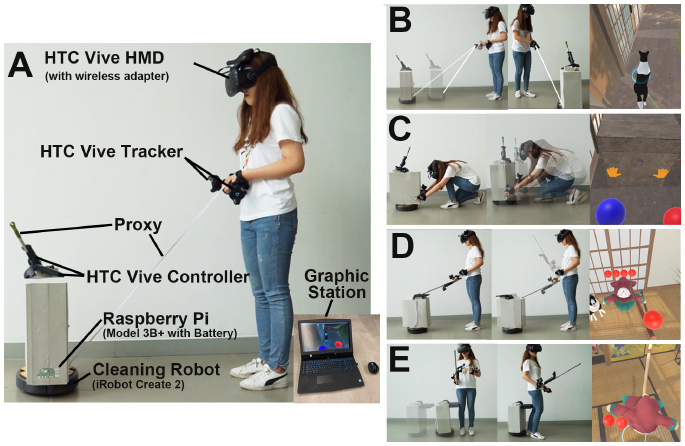 A
HTC Vive HMD
(with wireless adapter)
HTC Vive Tracker
Proxy
HTC Vive Controller
Graphic
Station
Raspberry Pi
(Model 3B+ with Battery)
Cleaning Robot
(iRobot Create 2)
B
C
D
E